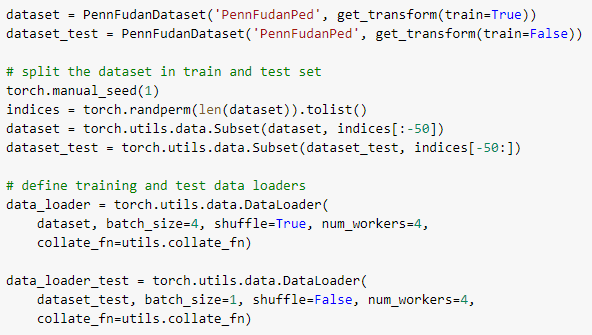 dataset = PennFudanDataset('PennFudanPed', get_transform(train=True))
dataset_test = PennFudanDataset('PennFudanPed', get_transform(train=False))
# split the dataset in train and test set
torch.manual_seed(1)
indices = torch.randperm(len(dataset)).tolist()
dataset = torch.utils.data.Subset(dataset, indices[:-50])
dataset_test = torch.utils.data.Subset(dataset_test, indices[-50:])
# define training and test data loaders
data_loader = torch.utils.data.DataLoader(
    dataset, batch_size=4, shuffle=True, num_workers=4,
    collate_fn=utils.collate_fn)
data_loader_test = torch.utils.data.DataLoader(
    dataset_test, batch_size=1, shuffle=False, num_workers=4,
    collate_fn=utils.collate_fn)